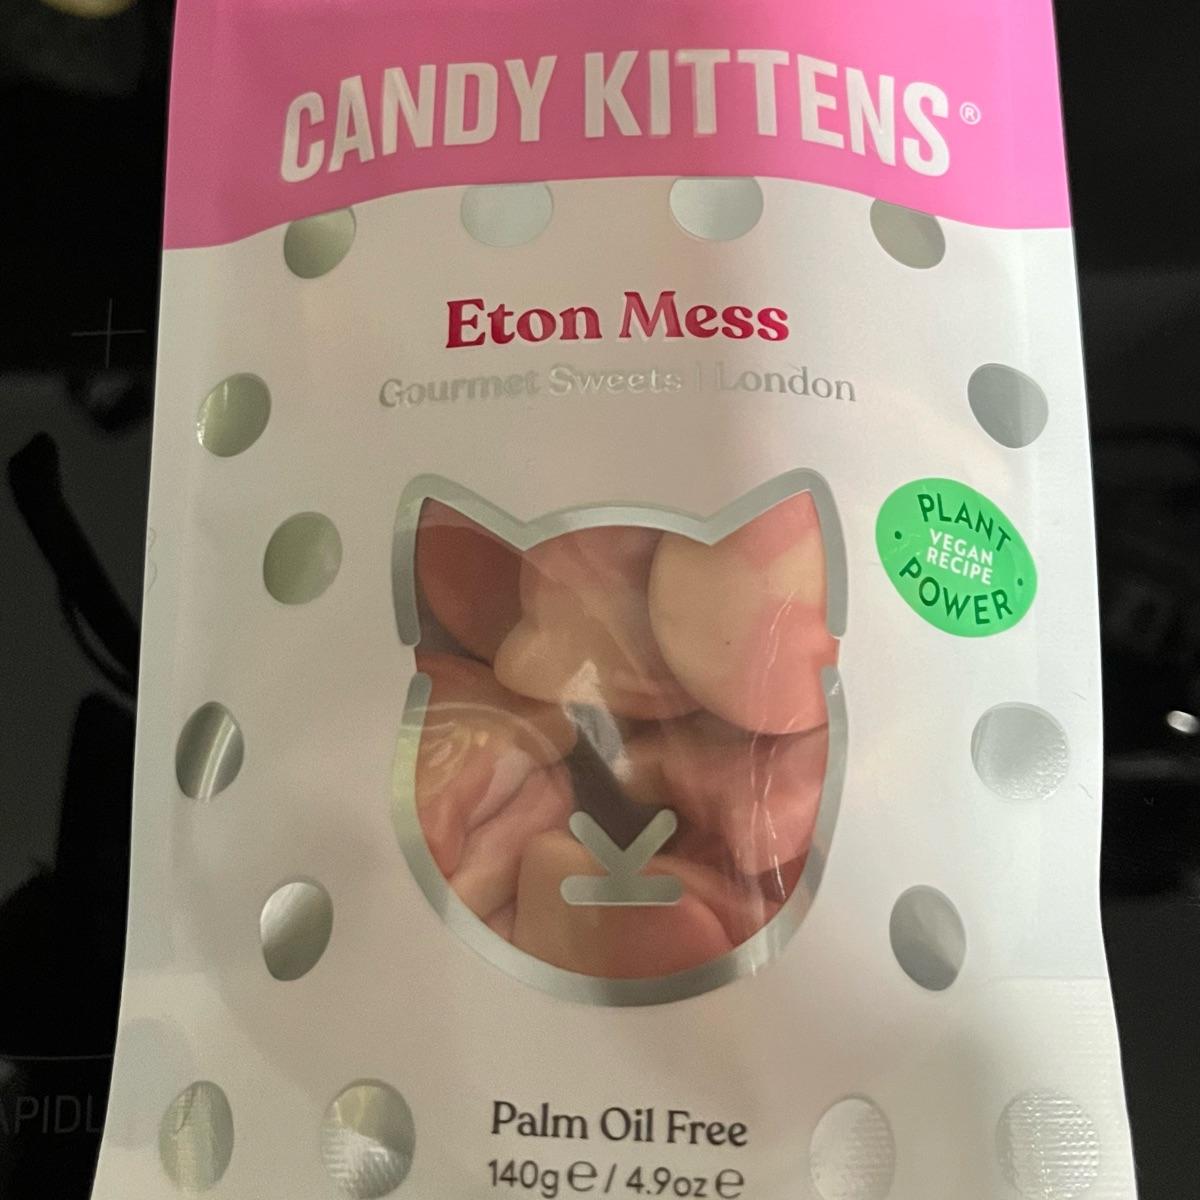 CANDY KITTENS®
Eton Mess
Gourmet Sweets | London
PLANT
VEGAN
RECIPE
POWER
Palm Oil Free
140g ℮ / 4.9oz ℮